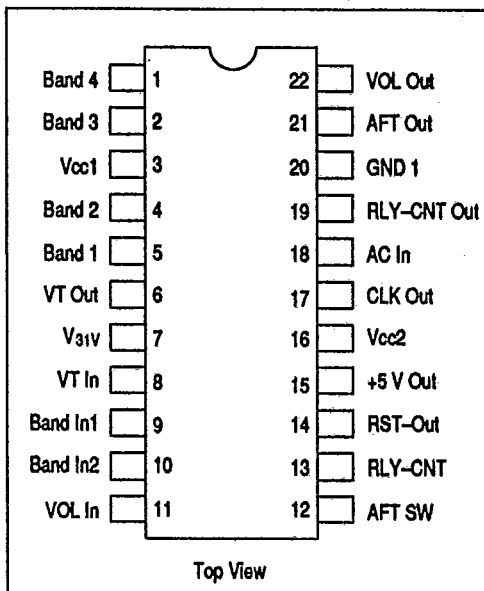 Band 4 1 22 VOL Out
Band 3 2 21 AFT Out
Vcc1 3 20 GND 1
Band 2 4 19 RLY–CNT Out
Band 1 5 18 AC In
VT Out 6 17 CLK Out
V31V 7 16 Vcc2
VT In 8 15 +5 V Out
Band In1 9 14 RST–Out
Band In2 10 13 RLY–CNT
VOL In 11 12 AFT SW
Top View